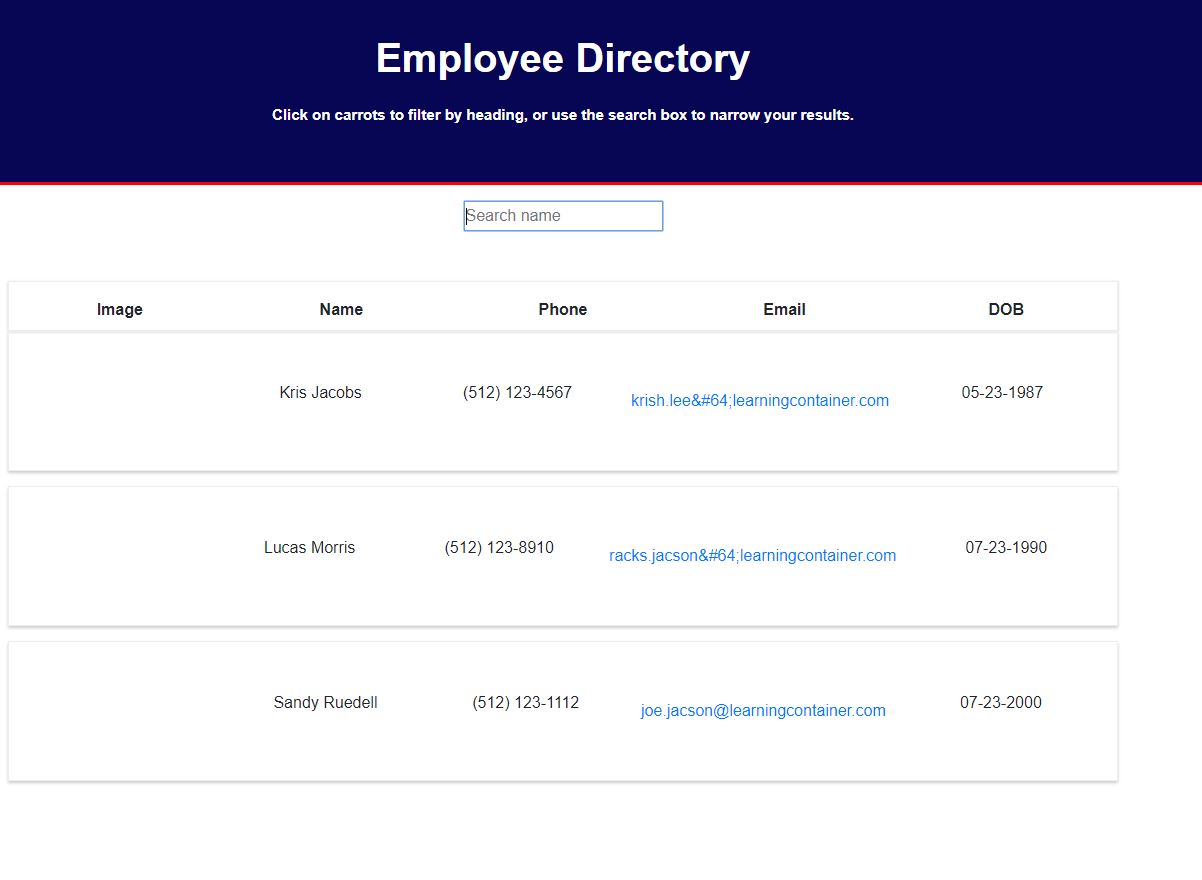 Employee Directory
Click on carrots to filter by heading, or use the search box to narrow your results.
Search name
Image Name Phone Email DOB
Kris Jacobs (512) 123-4567 krish.lee&#64;learningcontainer.com 05-23-1987
Lucas Morris (512) 123-8910 racks.jacson&#64;learningcontainer.com 07-23-1990
Sandy Ruedell (512) 123-1112 joe.jacson@learningcontainer.com 07-23-2000